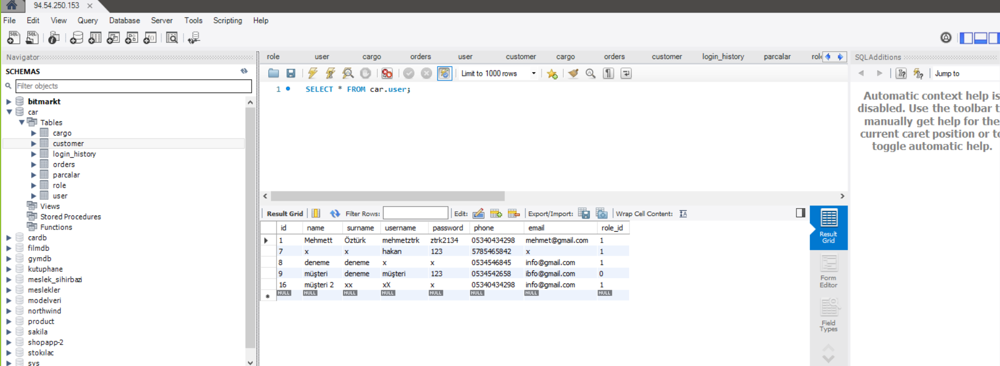 94.54.250.153 ×
File Edit View Query Database Server Tools Scripting Help
Navigator
SCHEMAS
Filter objects
bitmarkt
car
Tables
cargo
customer
login_history
orders
parcalar
role
user
Views
Stored Procedures
Functions
cardb
filmdb
gymdb
kutuphane
meslek_sihirbazi
meslekler
modelveri
northwind
product
sakila
shopapp-2
stokılac
sys
role user cargo orders user customer cargo orders customer login_history parcalar role
Limit to 1000 rows
1 SELECT * FROM car.user;
Result Grid Filter Rows: Edit: Export/Import: Wrap Cell Content:
id name surname username password phone email role_id
1 Mehmett Öztürk mehmetztrk ztrk2134 05340434298 mehmet@gmail.com 1
7 x x hakan 123 5785465842 x 1
8 deneme deneme x x 0534546845 info@gmail.com 1
9 müşteri deneme müşteri 123 0534542658 ibfo@gmail.com 0
16 müşteri 2 xx xX x 05340434298 info@gmail.com 1
NULL NULL NULL NULL NULL NULL NULL NULL
Result
Grid
Form
Editor
Field
Types
SQLAdditions
Jump to
Automatic context help is
disabled. Use the toolbar t
manually get help for the
current caret position or to
toggle automatic help.